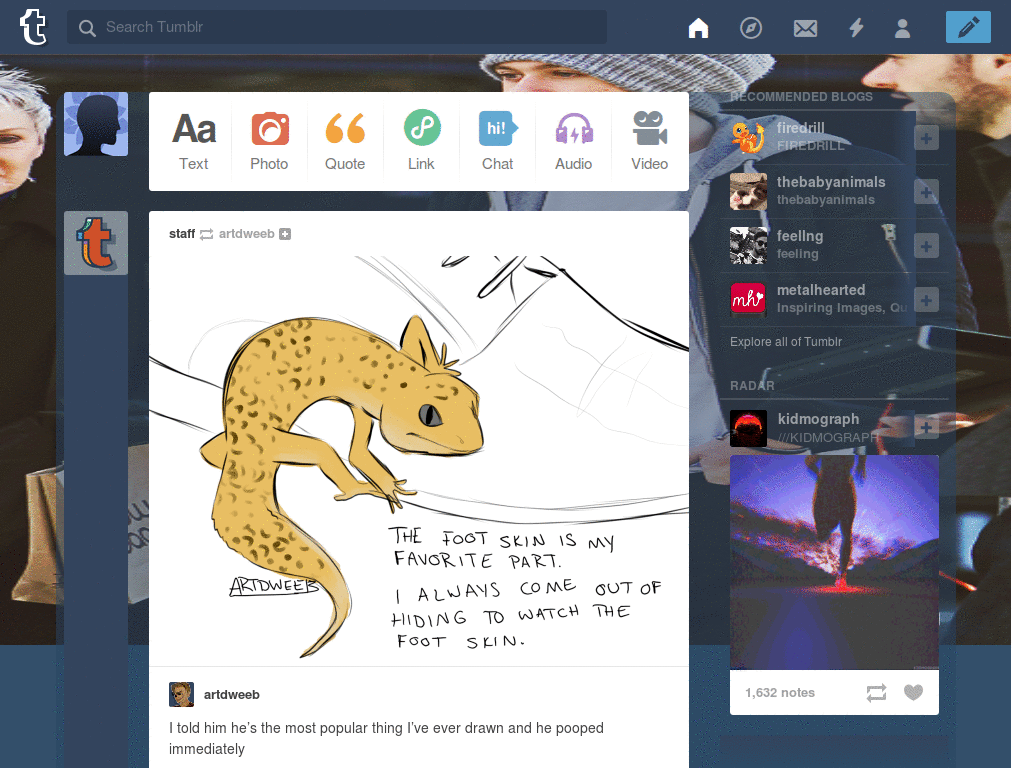 t
Search Tumblr
Aa
Text
Photo
Quote
Link
hi!
Chat
Audio
Video
t
staff artdweeb
THE FOOT SKIN IS MY
FAVORITE PART.
I ALWAYS COME OUT OF
HIDING TO WATCH THE
FOOT SKIN.
ARTDWEEB
artdweeb
I told him he's the most popular thing I've ever drawn and he pooped
immediately
RECOMMENDED BLOGS
firedrill
FIREDRILL
thebabyanimals
thebabyanimals
feellng
feeling
mh
metalhearted
Inspiring Images, Qu
Explore all of Tumblr
RADAR
kidmograph
///KIDMOGRAPH
1,632 notes